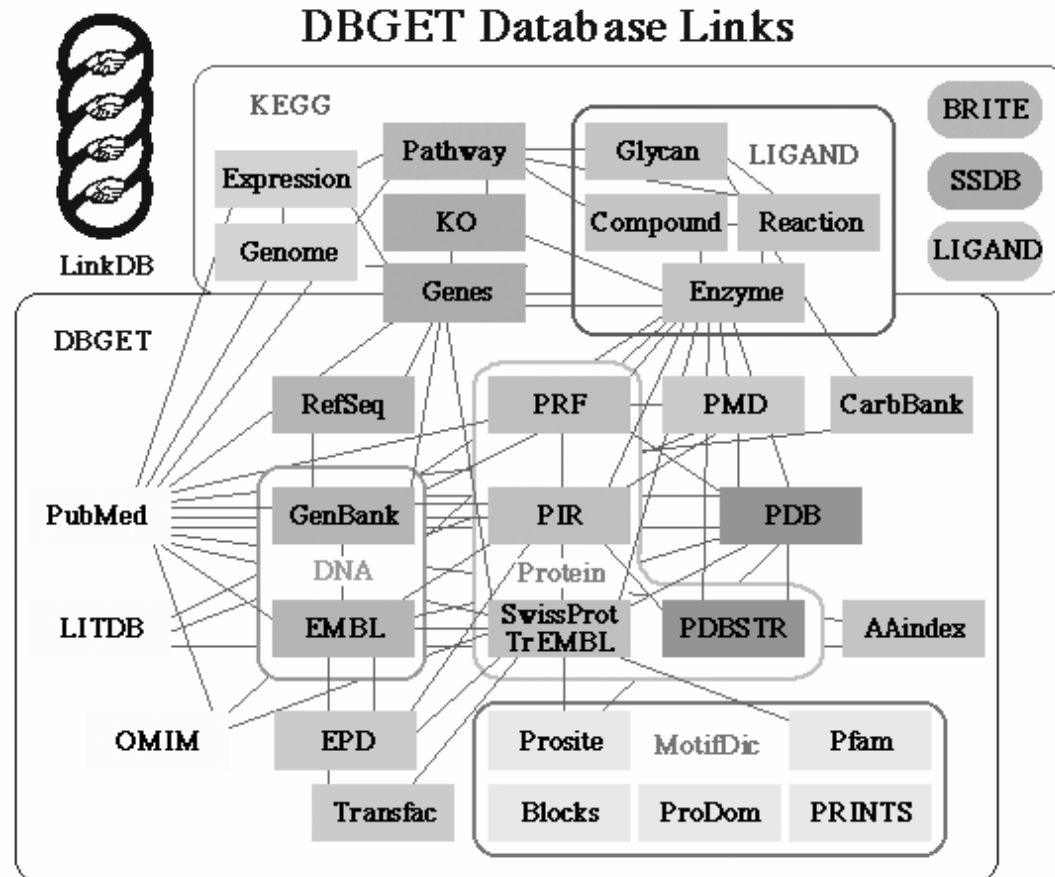 DBGET Database Links
KEGG
BRITE
Pathway
Glycan
LIGAND
Expression
SSDB
KO
Compound
Reaction
Genome
LIGAND
LinkDB
Genes
Enzyme
DBGET
RefSeq
PRF
PMD
CarbBank
PubMed
GenBank
PIR
PDB
DNA
Protein
LITDB
EMBL
SwissProt
TrEMBL
PDBSTR
AAindex
OMIM
EPD
Prosite
MotifDic
Pfam
Transfac
Blocks
ProDom
PRINTS